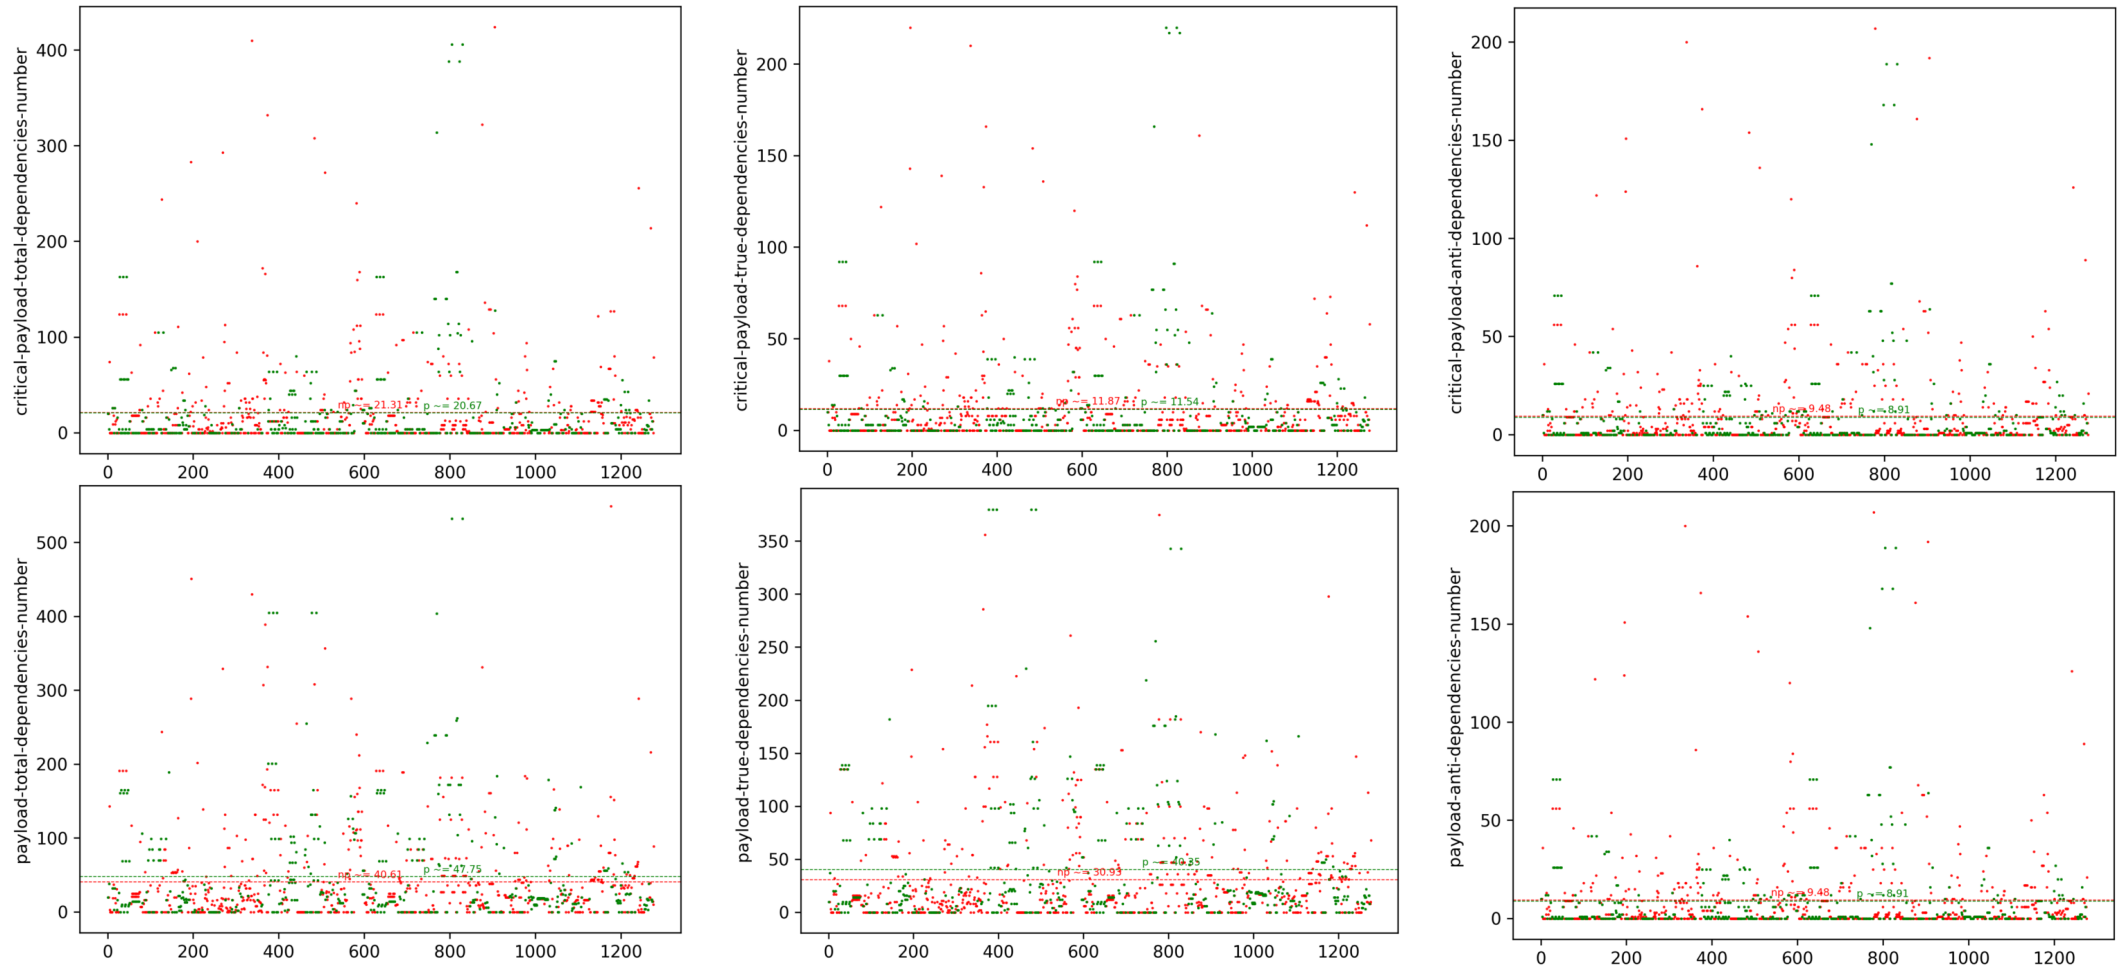 critical-payload-total-dependencies-number
400
300
200
100
0
np ~= 21.31
p ~= 20.67
0 200 400 600 800 1000 1200
critical-payload-true-dependencies-number
200
150
100
50
0
np ~= 11.87
p ~= 11.54
0 200 400 600 800 1000 1200
critical-payload-anti-dependencies-number
200
150
100
50
0
np ~= 9.48
p ~= 8.91
0 200 400 600 800 1000 1200
payload-total-dependencies-number
500
400
300
200
100
0
np ~= 40.61
p ~= 47.75
0 200 400 600 800 1000 1200
payload-true-dependencies-number
350
300
250
200
150
100
50
0
p ~= 40.35
np ~= 30.93
0 200 400 600 800 1000 1200
payload-anti-dependencies-number
200
150
100
50
0
np ~= 9.48
p ~= 8.91
0 200 400 600 800 1000 1200